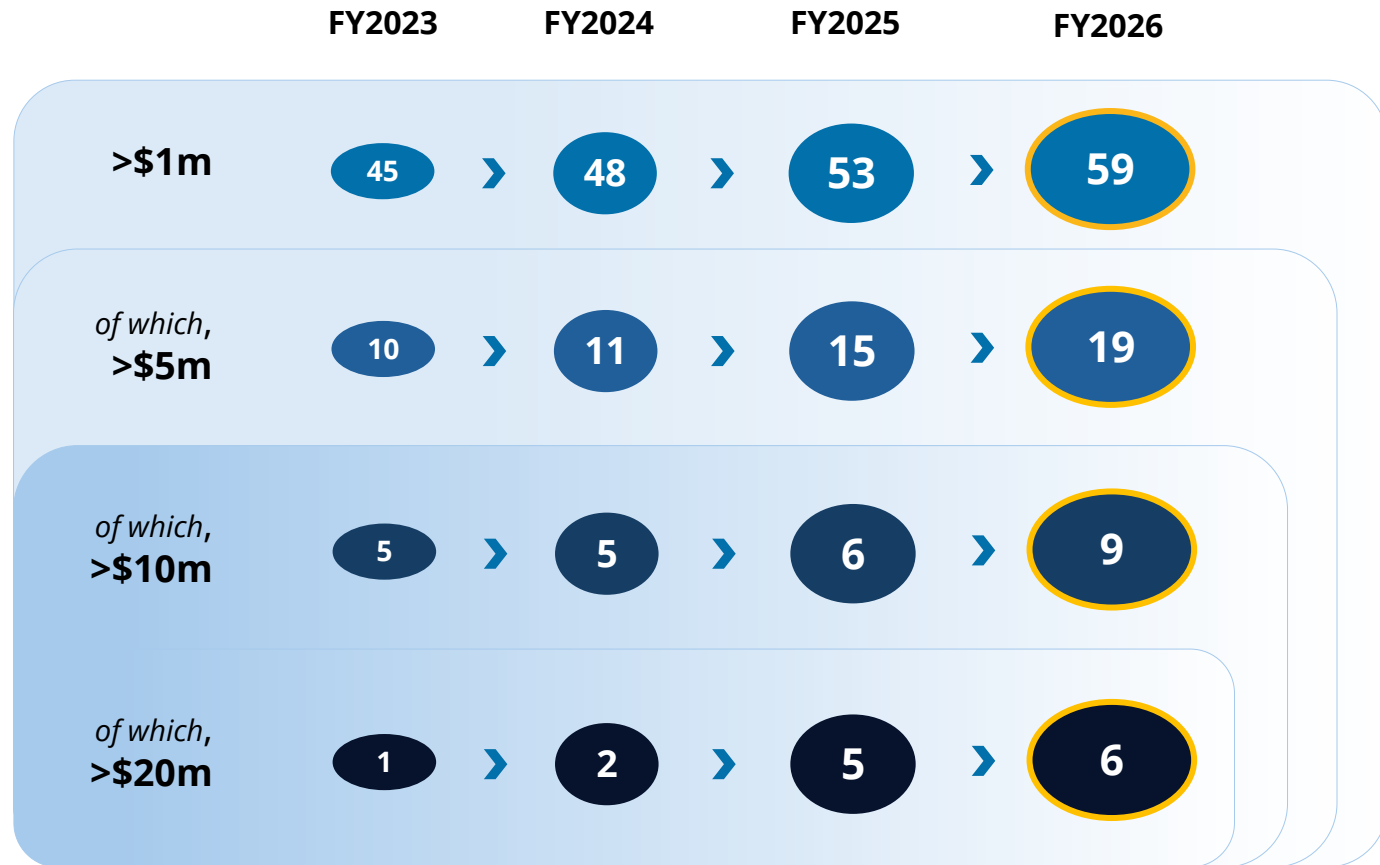 FY2023 FY2024 FY2025 FY2026
>$1m 45 48 53 59
of which,
>$5m 10 11 15 19
of which,
>$10m 5 5 6 9
of which,
>$20m 1 2 5 6